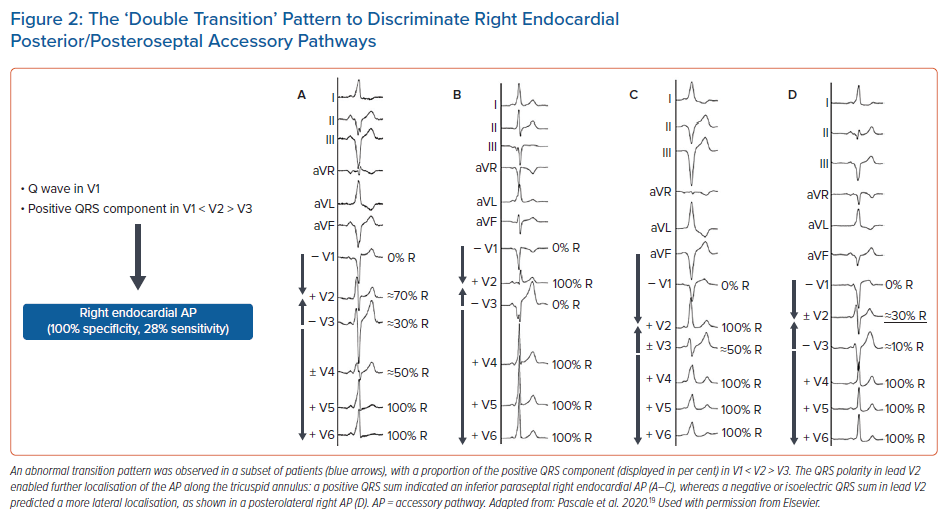 Figure 2: The ‘Double Transition’ Pattern to Discriminate Right Endocardial
Posterior/Posteroseptal Accessory Pathways
• Q wave in V1
• Positive QRS component in V1 < V2 > V3
Right endocardial AP
(100% specificity, 28% sensitivity)
A
I
II
III
aVR
aVL
aVF
− V1 0% R
+ V2 ≈70% R
− V3 ≈30% R
± V4 ≈50% R
+ V5 100% R
+ V6 100% R
B
I
II
III
aVR
aVL
aVF
− V1 0% R
+ V2 100% R
− V3 0% R
+ V4 100% R
+ V5 100% R
+ V6 100% R
C
I
II
III
aVR
aVL
aVF
− V1 0% R
+ V2 100% R
± V3 ≈50% R
+ V4 100% R
+ V5 100% R
+ V6 100% R
D
I
II
III
aVR
aVL
aVF
− V1 0% R
± V2 ≈30% R
− V3 ≈10% R
+ V4 100% R
+ V5 100% R
+ V6 100% R
An abnormal transition pattern was observed in a subset of patients (blue arrows), with a proportion of the positive QRS component (displayed in per cent) in V1 < V2 > V3. The QRS polarity in lead V2
enabled further localisation of the AP along the tricuspid annulus: a positive QRS sum indicated an inferior paraseptal right endocardial AP (A–C), whereas a negative or isoelectric QRS sum in lead V2
predicted a more lateral localisation, as shown in a posterolateral right AP (D). AP = accessory pathway. Adapted from: Pascale et al. 2020.¹⁹ Used with permission from Elsevier.